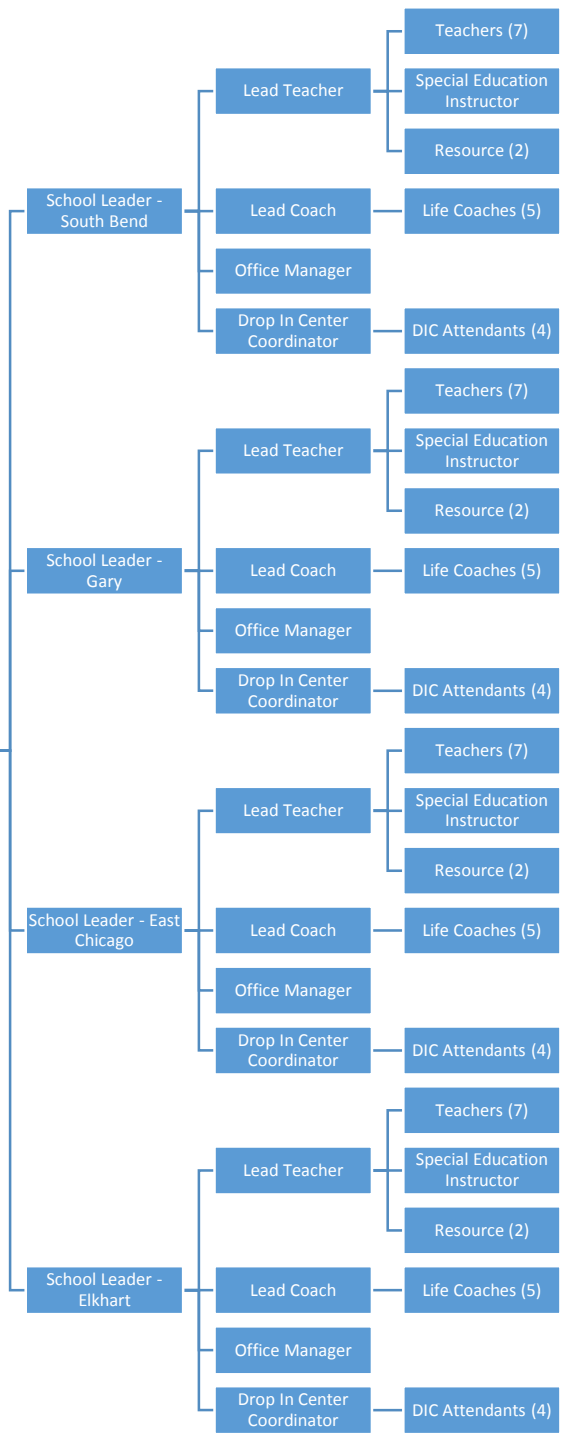 Teachers (7)
Lead Teacher
Special Education
Instructor
Resource (2)
School Leader -
South Bend
Lead Coach
Life Coaches (5)
Office Manager
Drop In Center
Coordinator
DIC Attendants (4)
Teachers (7)
Lead Teacher
Special Education
Instructor
Resource (2)
School Leader -
Gary
Lead Coach
Life Coaches (5)
Office Manager
Drop In Center
Coordinator
DIC Attendants (4)
Teachers (7)
Lead Teacher
Special Education
Instructor
Resource (2)
School Leader - East
Chicago
Lead Coach
Life Coaches (5)
Office Manager
Drop In Center
Coordinator
DIC Attendants (4)
Teachers (7)
Lead Teacher
Special Education
Instructor
Resource (2)
School Leader -
Elkhart
Lead Coach
Life Coaches (5)
Office Manager
Drop In Center
Coordinator
DIC Attendants (4)